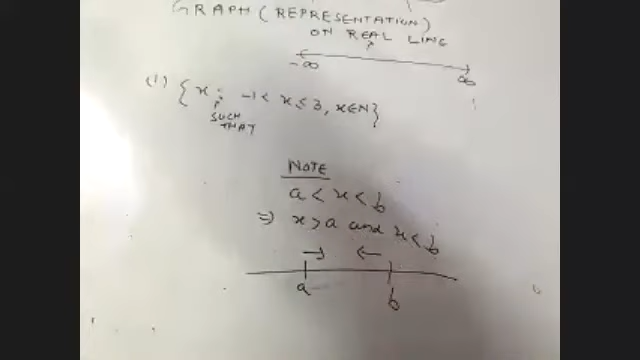 GRAPH (REPRESENTATION)
ON REAL LINE
-∞ ∞
(1) {x : -1 < x ≤ 3, x∈N}
SUCH
THAT
NOTE
a < x < b
⇒ x > a and x < b
a b